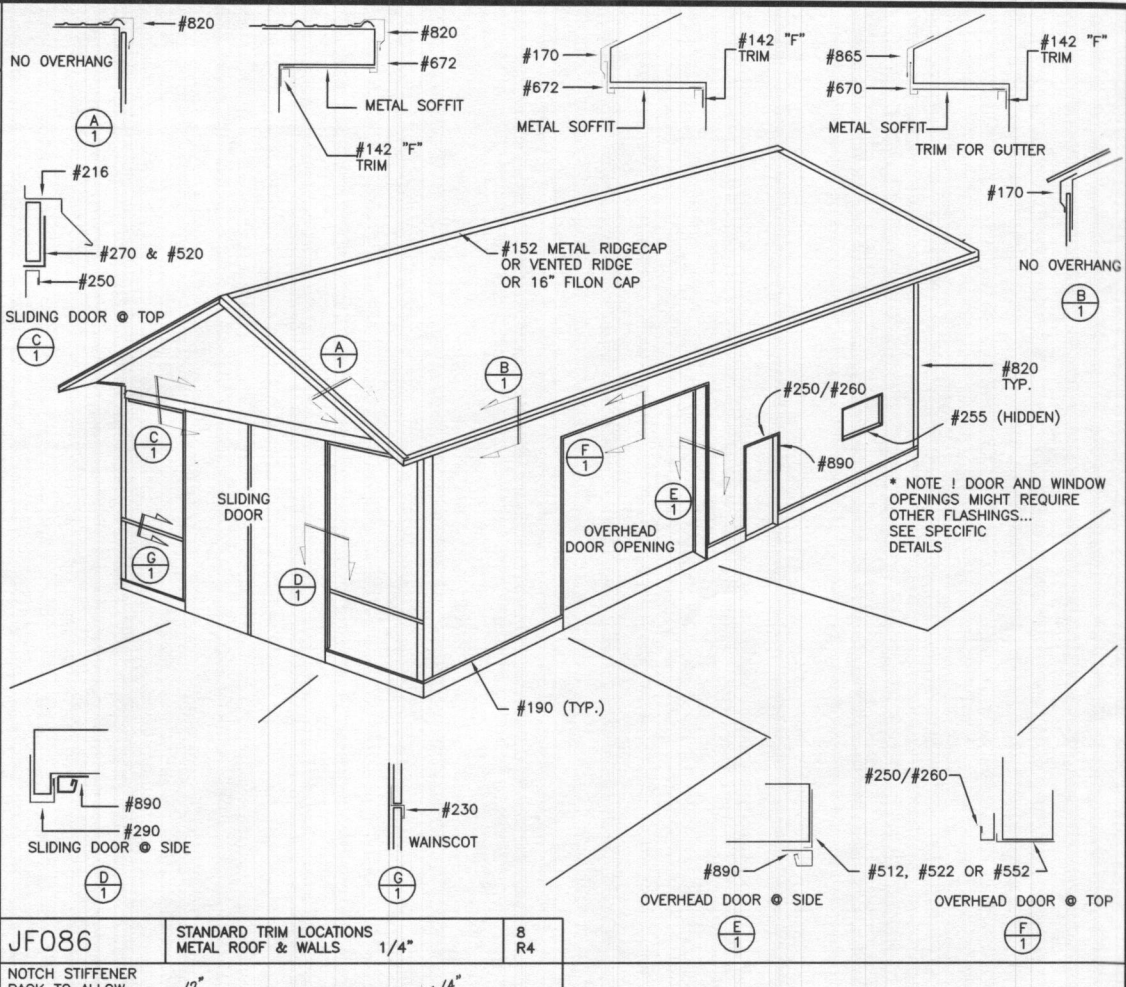 #820
NO OVERHANG
A
1
#820
#672
METAL SOFFIT
#142 "F"
TRIM
#170
#672
METAL SOFFIT
#142 "F"
TRIM
#865
#670
METAL SOFFIT
#142 "F"
TRIM
TRIM FOR GUTTER
#216
#270 & #520
#250
SLIDING DOOR @ TOP
C
1
#170
NO OVERHANG
B
1
#152 METAL RIDGECAP
OR VENTED RIDGE
OR 16" FILON CAP
A
1
B
1
#820
TYP.
#250/#260
#255 (HIDDEN)
#890
C
1
F
1
SLIDING
DOOR
E
1
OVERHEAD
DOOR OPENING
* NOTE ! DOOR AND WINDOW
OPENINGS MIGHT REQUIRE
OTHER FLASHINGS...
SEE SPECIFIC
DETAILS
G
1
D
1
#190 (TYP.)
#890
#290
SLIDING DOOR @ SIDE
D
1
#230
WAINSCOT
G
1
#890
#512, #522 OR #552
OVERHEAD DOOR @ SIDE
E
1
#250/#260
OVERHEAD DOOR @ TOP
F
1
JF086
STANDARD TRIM LOCATIONS
METAL ROOF & WALLS 1/4"
8
R4
NOTCH STIFFENER
BACK TO ALLOW